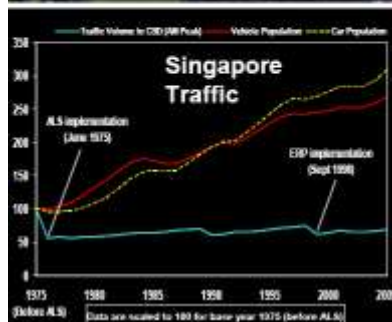 Traffic Volume to CBD (AM Peak) Vehicle Population Car Population
350
300
250
200
150
100
50
0
Singapore
Traffic
ALS implementation
(June 1975)
ERP implementation
(Sept 1998)
1975 1980 1985 1990 1995 2000 2005
(Before ALS)
Data are scaled to 100 for base year 1975 (before ALS)